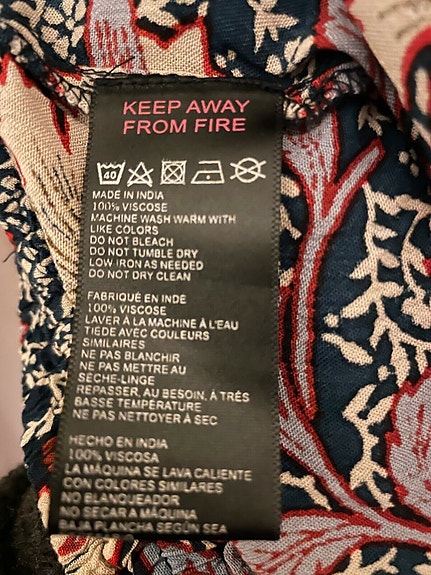 KEEP AWAY
FROM FIRE
40
MADE IN INDIA
100% VISCOSE
MACHINE WASH WARM WITH
LIKE COLORS
DO NOT BLEACH
DO NOT TUMBLE DRY
LOW IRON AS NEEDED
DO NOT DRY CLEAN
FABRIQUÉ EN INDE
100% VISCOSE
LAVER À LA MACHINE À L'EAU
TIEDE AVEC COULEURS
SIMILAIRES
NE PAS BLANCHIR
NE PAS METTRE AU
SÈCHE-LINGE
REPASSER, AU BESOIN, À TRÉS
BASSE TEMPÉRATURE
NE PAS NETTOYER À SEC
HECHO EN INDIA
100% VISCOSA
LA MÁQUINA SE LAVA CALIENTE
CON COLORES SIMILARES
NO BLANQUEADOR
NO SECAR A MÁQUINA
BAJA PLANCHA SEGÚN SEA